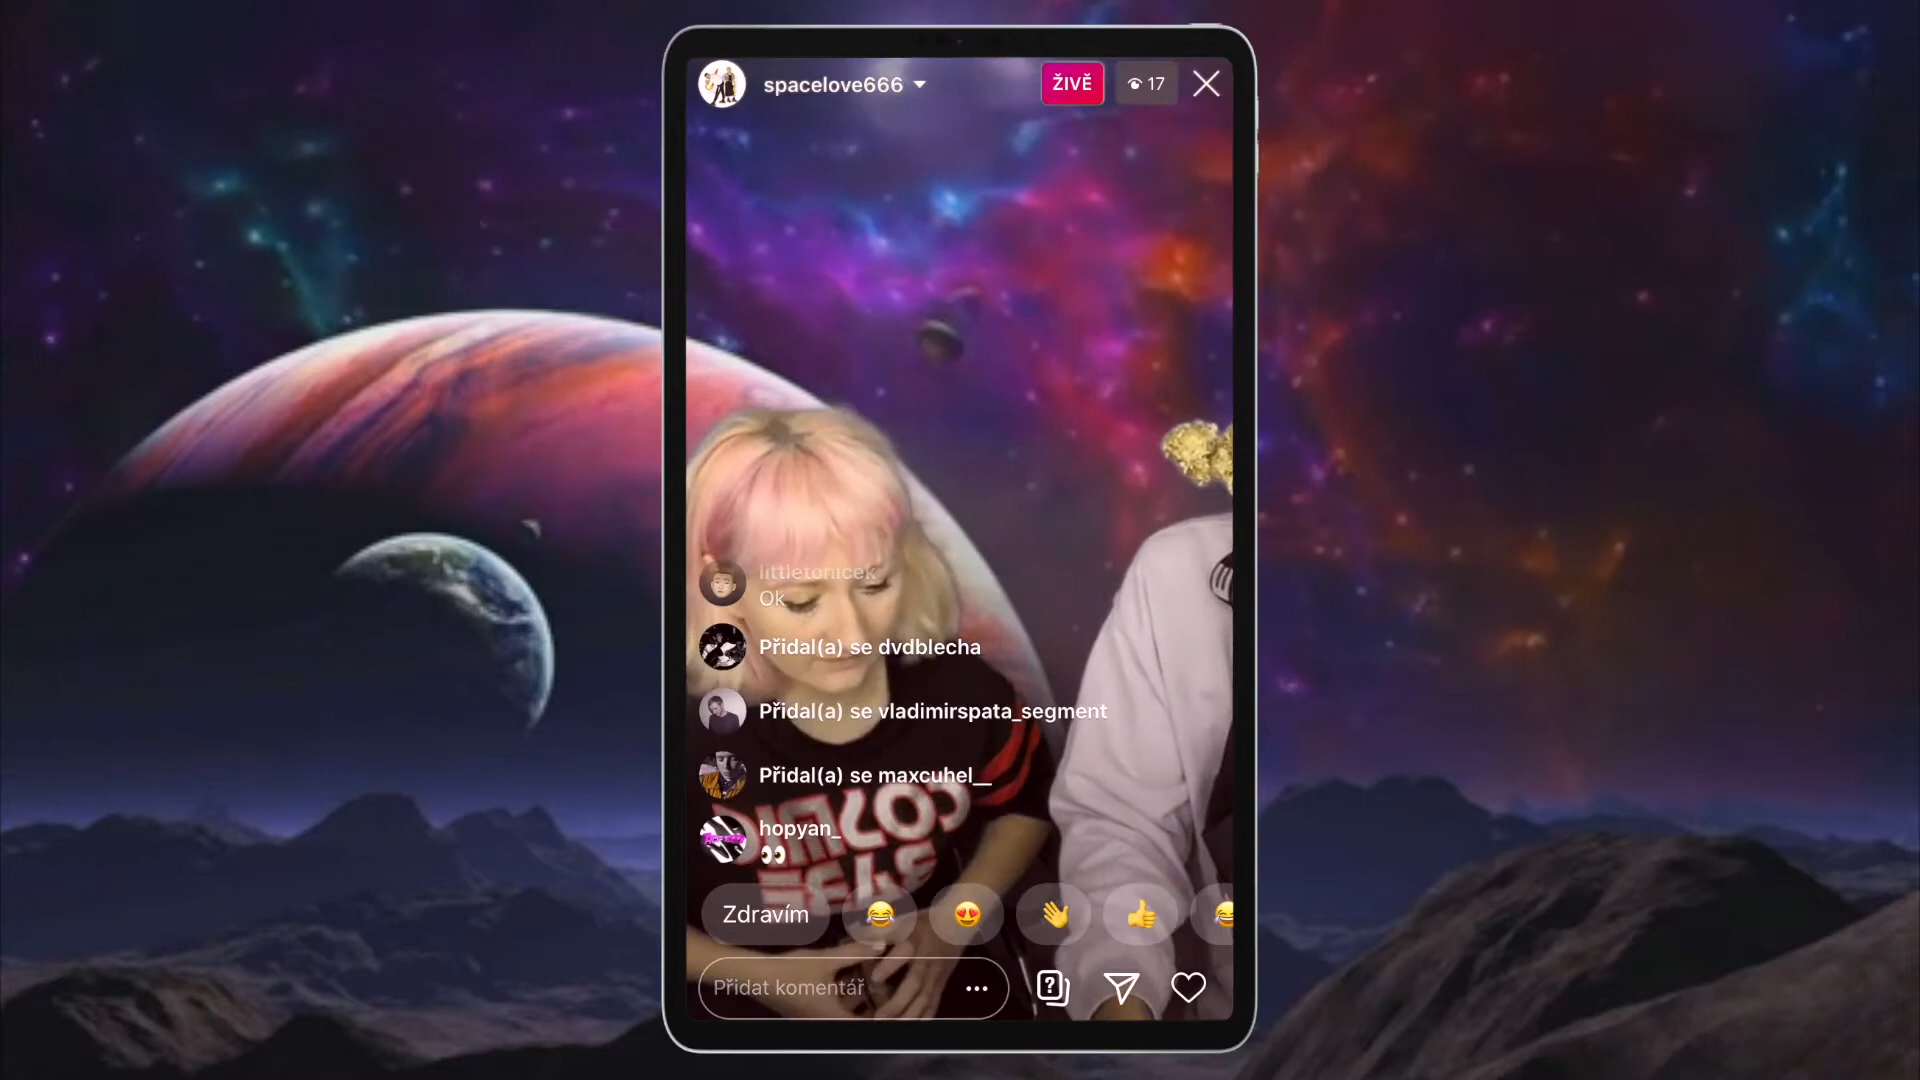 spacelove666
ŽIVĚ
17
littletonicek
Ok
Přidal(a) se dvdblecha
Přidal(a) se vladimirspata_segment
Přidal(a) se maxcuhel__
hopyan_
Zdravím
Přidat komentář